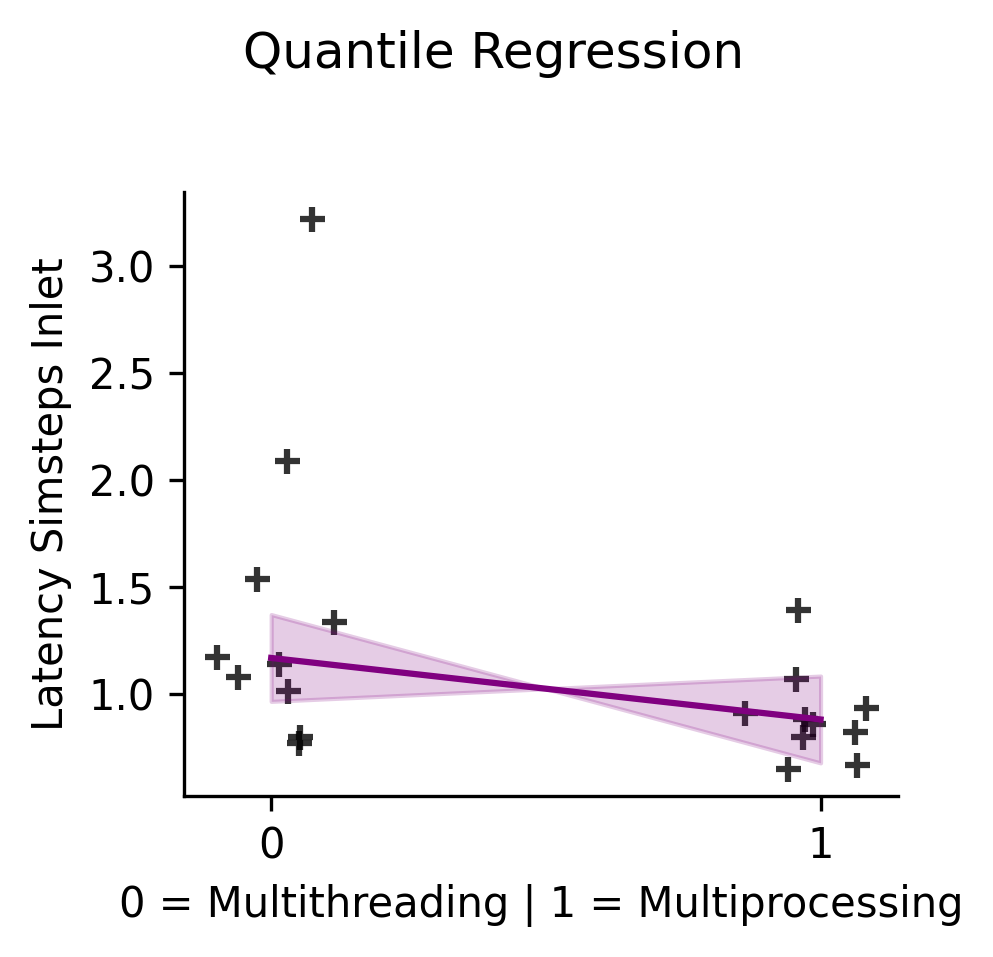 Quantile Regression
Latency Simsteps Inlet
3.0
2.5
2.0
1.5
1.0
0 1
0 = Multithreading | 1 = Multiprocessing